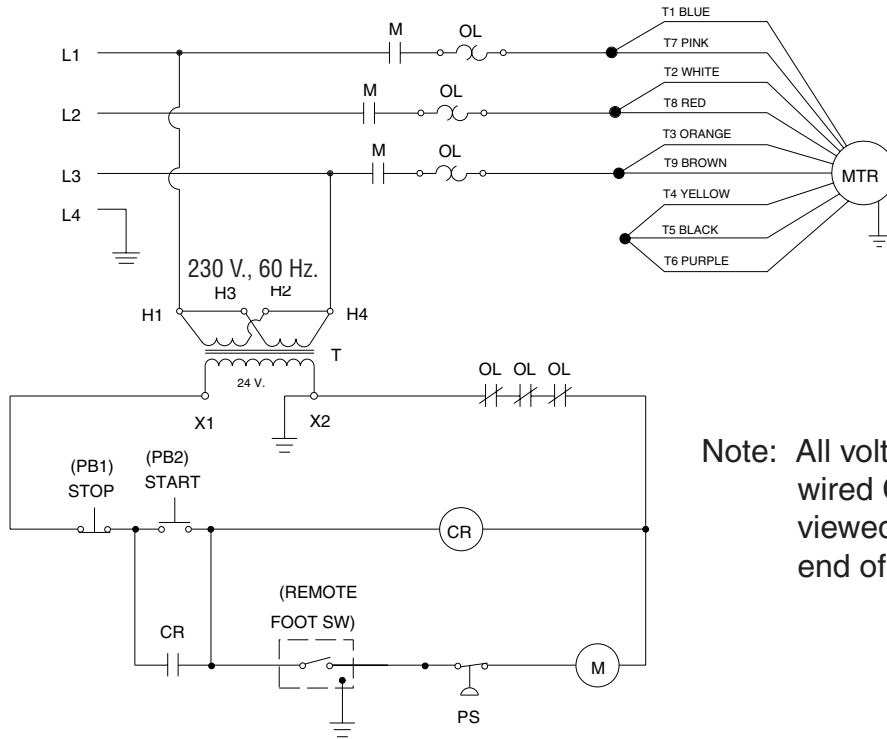 M OL T1 BLUE
L1 T7 PINK
M OL T2 WHITE
L2 T8 RED
M OL T3 ORANGE
L3 T9 BROWN
MTR
L4 T4 YELLOW
T5 BLACK
T6 PURPLE
230 V., 60 Hz.
H3 H2
H1 H4
T
24 V.
OL OL OL
X1 X2
(PB1) (PB2)
STOP START
CR
(REMOTE
FOOT SW)
CR
M
PS
Note: All volt
wired
viewed
end of